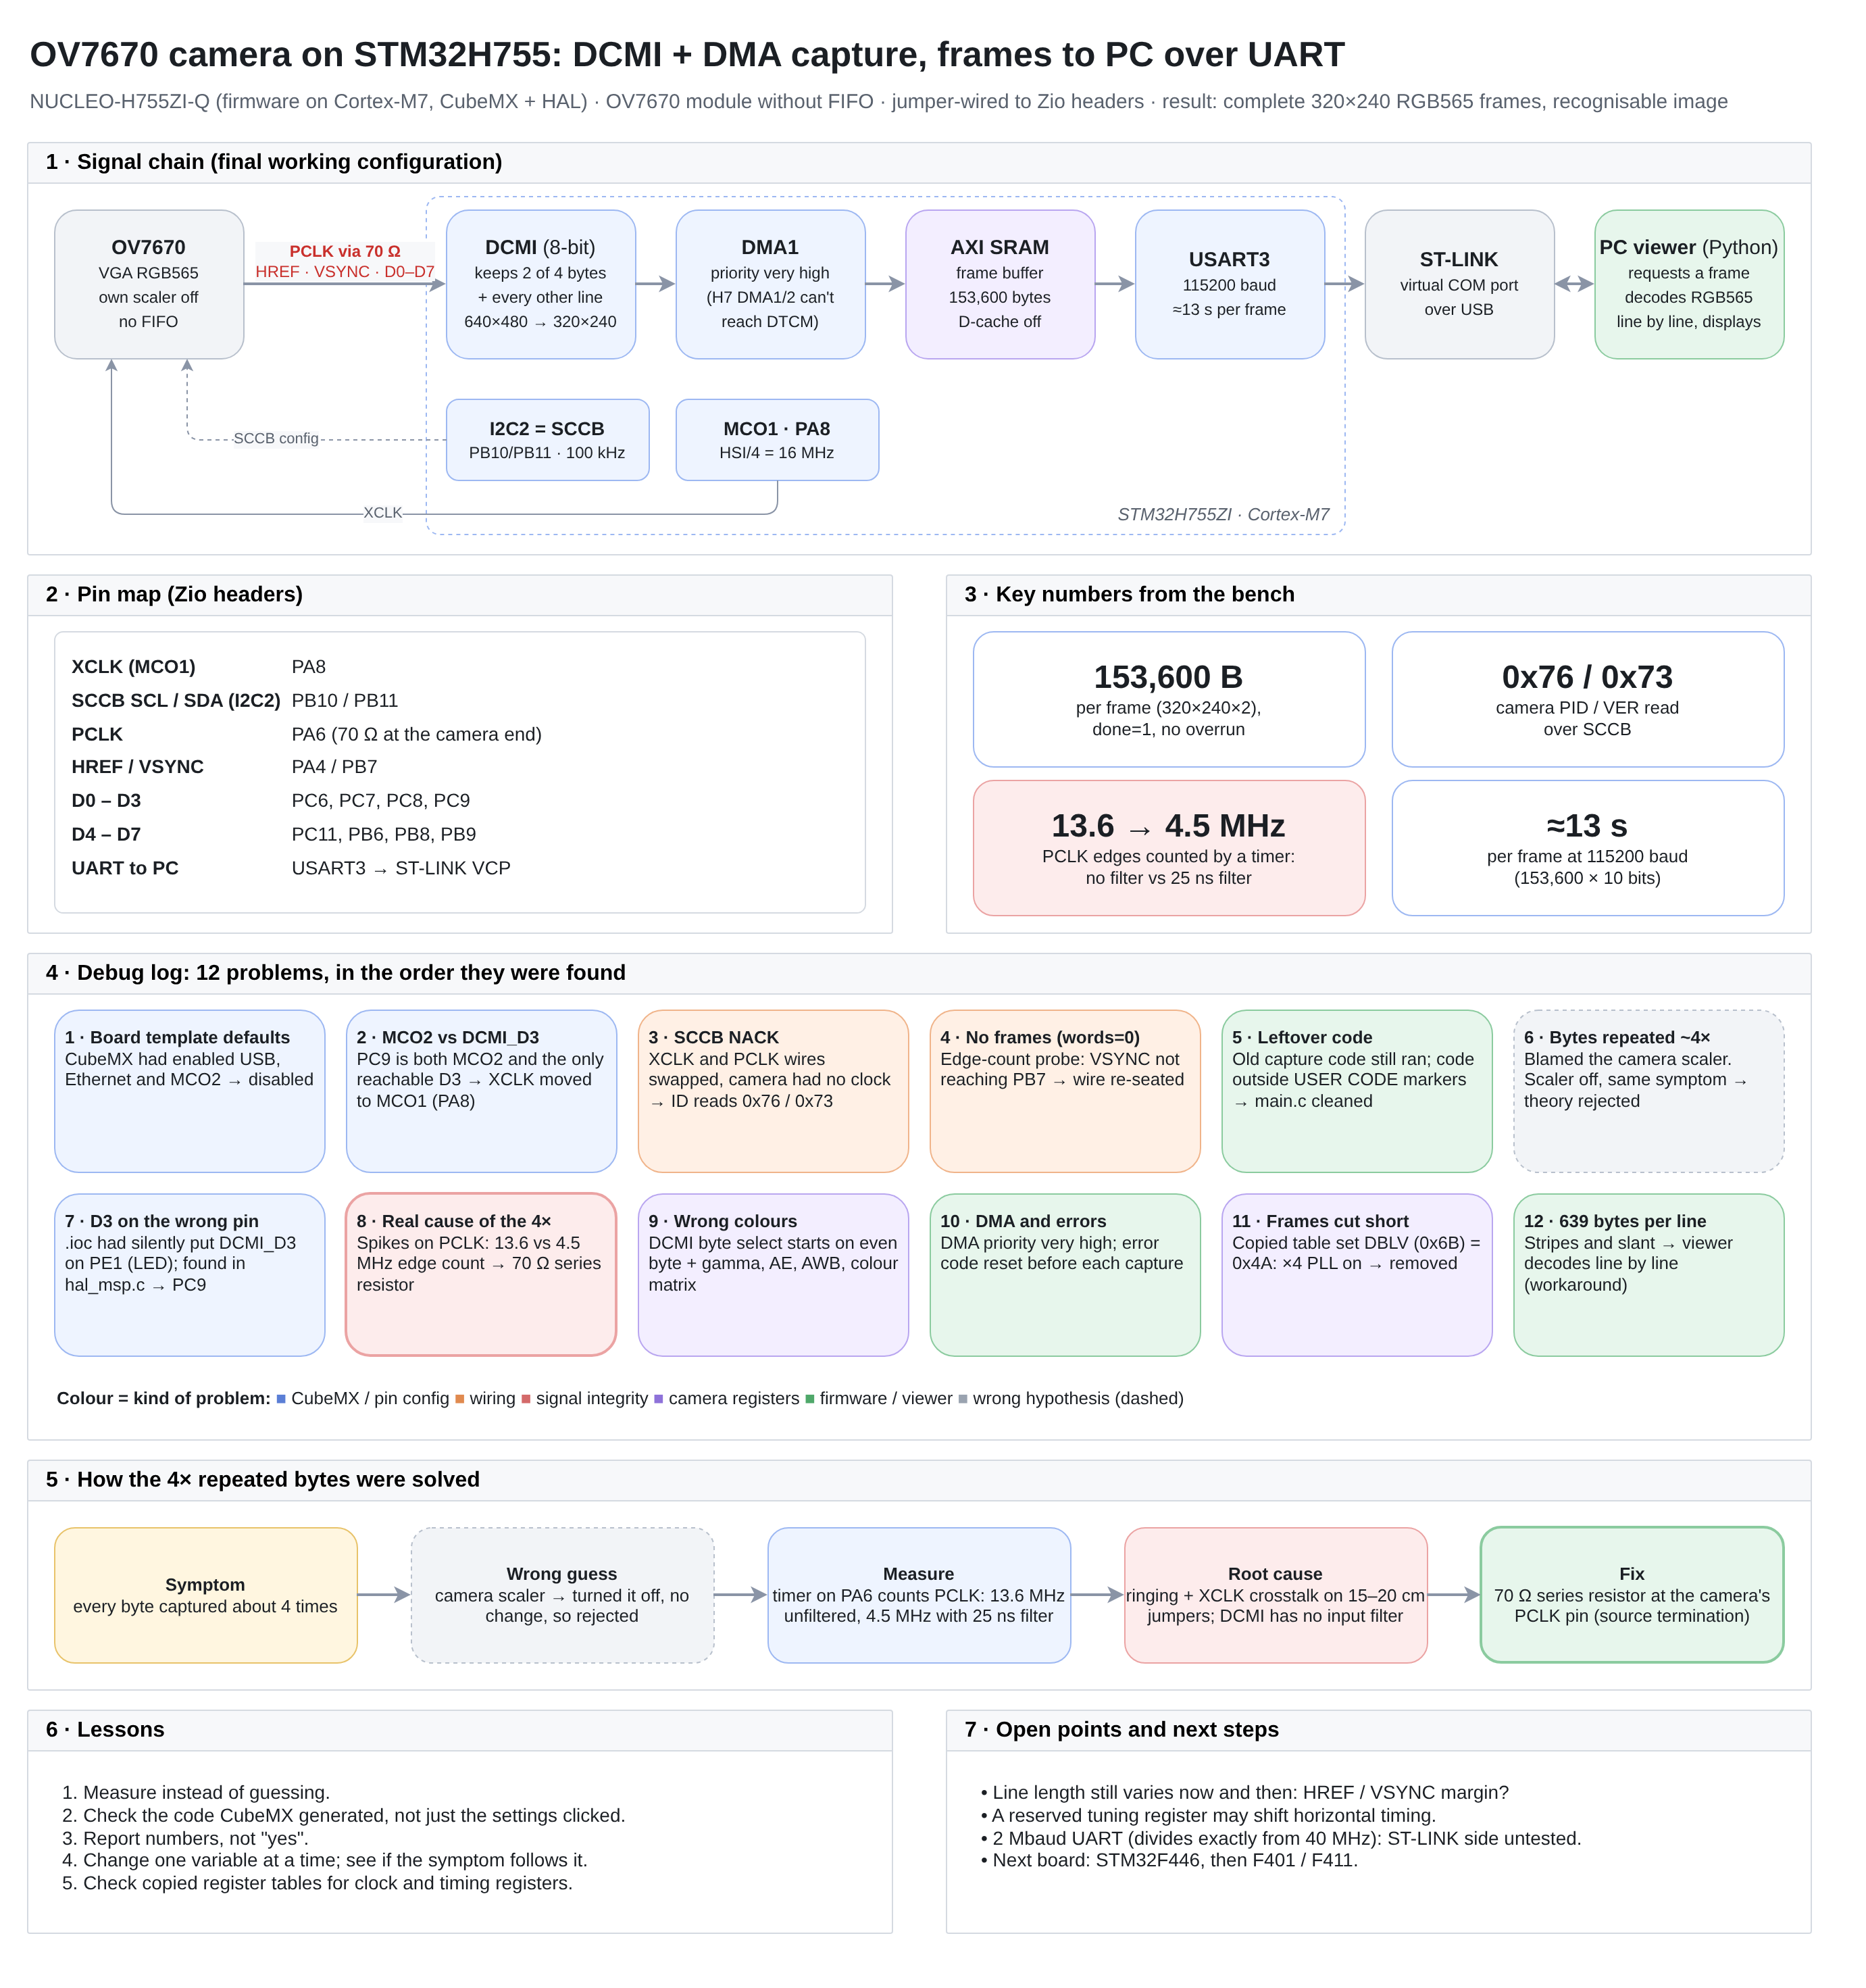 OV7670 camera on STM32H755: DCMI + DMA capture, frames to PC over UART
NUCLEO-H755ZI-Q (firmware on Cortex-M7, CubeMX + HAL) · OV7670 module without FIFO · jumper-wired to Zio headers · result: complete 320×240 RGB565 frames, recognisable image
1 · Signal chain (final working configuration)
OV7670
VGA RGB565
own scaler off
no FIFO
PCLK via 70 Ω
HREF · VSYNC · D0–D7
DCMI (8-bit)
keeps 2 of 4 bytes
+ every other line
640×480 → 320×240
DMA1
priority very high
(H7 DMA1/2 can't
reach DTCM)
AXI SRAM
frame buffer
153,600 bytes
D-cache off
USART3
115200 baud
≈13 s per frame
ST-LINK
virtual COM port
over USB
PC viewer (Python)
requests a frame
decodes RGB565
line by line, displays
SCCB config
I2C2 = SCCB
PB10/PB11 · 100 kHz
MCO1 · PA8
HSI/4 = 16 MHz
XCLK
STM32H755ZI · Cortex-M7
2 · Pin map (Zio headers)
XCLK (MCO1) PA8
SCCB SCL / SDA (I2C2) PB10 / PB11
PCLK PA6 (70 Ω at the camera end)
HREF / VSYNC PA4 / PB7
D0 – D3 PC6, PC7, PC8, PC9
D4 – D7 PC11, PB6, PB8, PB9
UART to PC USART3 → ST-LINK VCP
3 · Key numbers from the bench
153,600 B
per frame (320×240×2),
done=1, no overrun
0x76 / 0x73
camera PID / VER read
over SCCB
13.6 → 4.5 MHz
PCLK edges counted by a timer:
no filter vs 25 ns filter
≈13 s
per frame at 115200 baud
(153,600 × 10 bits)
4 · Debug log: 12 problems, in the order they were found
1 · Board template defaults
CubeMX had enabled USB,
Ethernet and MCO2 → disabled
2 · MCO2 vs DCMI_D3
PC9 is both MCO2 and the only
reachable D3 → XCLK moved
to MCO1 (PA8)
3 · SCCB NACK
XCLK and PCLK wires
swapped, camera had no clock
→ ID reads 0x76 / 0x73
4 · No frames (words=0)
Edge-count probe: VSYNC not
reaching PB7 → wire re-seated
5 · Leftover code
Old capture code still ran; code
outside USER CODE markers
→ main.c cleaned
6 · Bytes repeated ~4×
Blamed the camera scaler.
Scaler off, same symptom →
theory rejected
7 · D3 on the wrong pin
.ioc had silently put DCMI_D3
on PE1 (LED); found in
hal_msp.c → PC9
8 · Real cause of the 4×
Spikes on PCLK: 13.6 vs 4.5
MHz edge count → 70 Ω series
resistor
9 · Wrong colours
DCMI byte select starts on even
byte + gamma, AE, AWB, colour
matrix
10 · DMA and errors
DMA priority very high; error
code reset before each capture
11 · Frames cut short
Copied table set DBLV (0x6B) =
0x4A: ×4 PLL on → removed
12 · 639 bytes per line
Stripes and slant → viewer
decodes line by line
(workaround)
Colour = kind of problem: ■ CubeMX / pin config ■ wiring ■ signal integrity ■ camera registers ■ firmware / viewer ■ wrong hypothesis (dashed)
5 · How the 4× repeated bytes were solved
Symptom
every byte captured about 4 times
Wrong guess
camera scaler → turned it off, no
change, so rejected
Measure
timer on PA6 counts PCLK: 13.6 MHz
unfiltered, 4.5 MHz with 25 ns filter
Root cause
ringing + XCLK crosstalk on 15–20 cm
jumpers; DCMI has no input filter
Fix
70 Ω series resistor at the camera's
PCLK pin (source termination)
6 · Lessons
1. Measure instead of guessing.
2. Check the code CubeMX generated, not just the settings clicked.
3. Report numbers, not "yes".
4. Change one variable at a time; see if the symptom follows it.
5. Check copied register tables for clock and timing registers.
7 · Open points and next steps
• Line length still varies now and then: HREF / VSYNC margin?
• A reserved tuning register may shift horizontal timing.
• 2 Mbaud UART (divides exactly from 40 MHz): ST-LINK side untested.
• Next board: STM32F446, then F401 / F411.